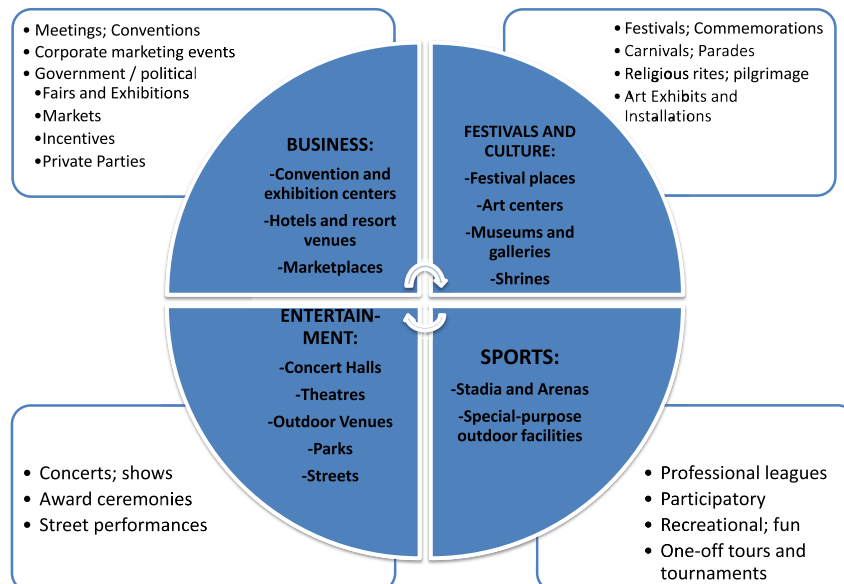 • Meetings; Conventions
• Corporate marketing events
• Government / political
•Fairs and Exhibitions
•Markets
•Incentives
•Private Parties
• Festivals; Commemorations
• Carnivals; Parades
• Religious rites; pilgrimage
• Art Exhibits and
Installations
BUSINESS:
-Convention and
exhibition centers
-Hotels and resort
venues
-Marketplaces
FESTIVALS AND
CULTURE:
-Festival places
-Art centers
-Museums and
galleries
-Shrines
ENTERTAIN-
MENT:
-Concert Halls
-Theatres
-Outdoor Venues
-Parks
-Streets
SPORTS:
-Stadia and Arenas
-Special-purpose
outdoor facilities
• Concerts; shows
• Award ceremonies
• Street performances
• Professional leagues
• Participatory
• Recreational; fun
• One-off tours and
tournaments